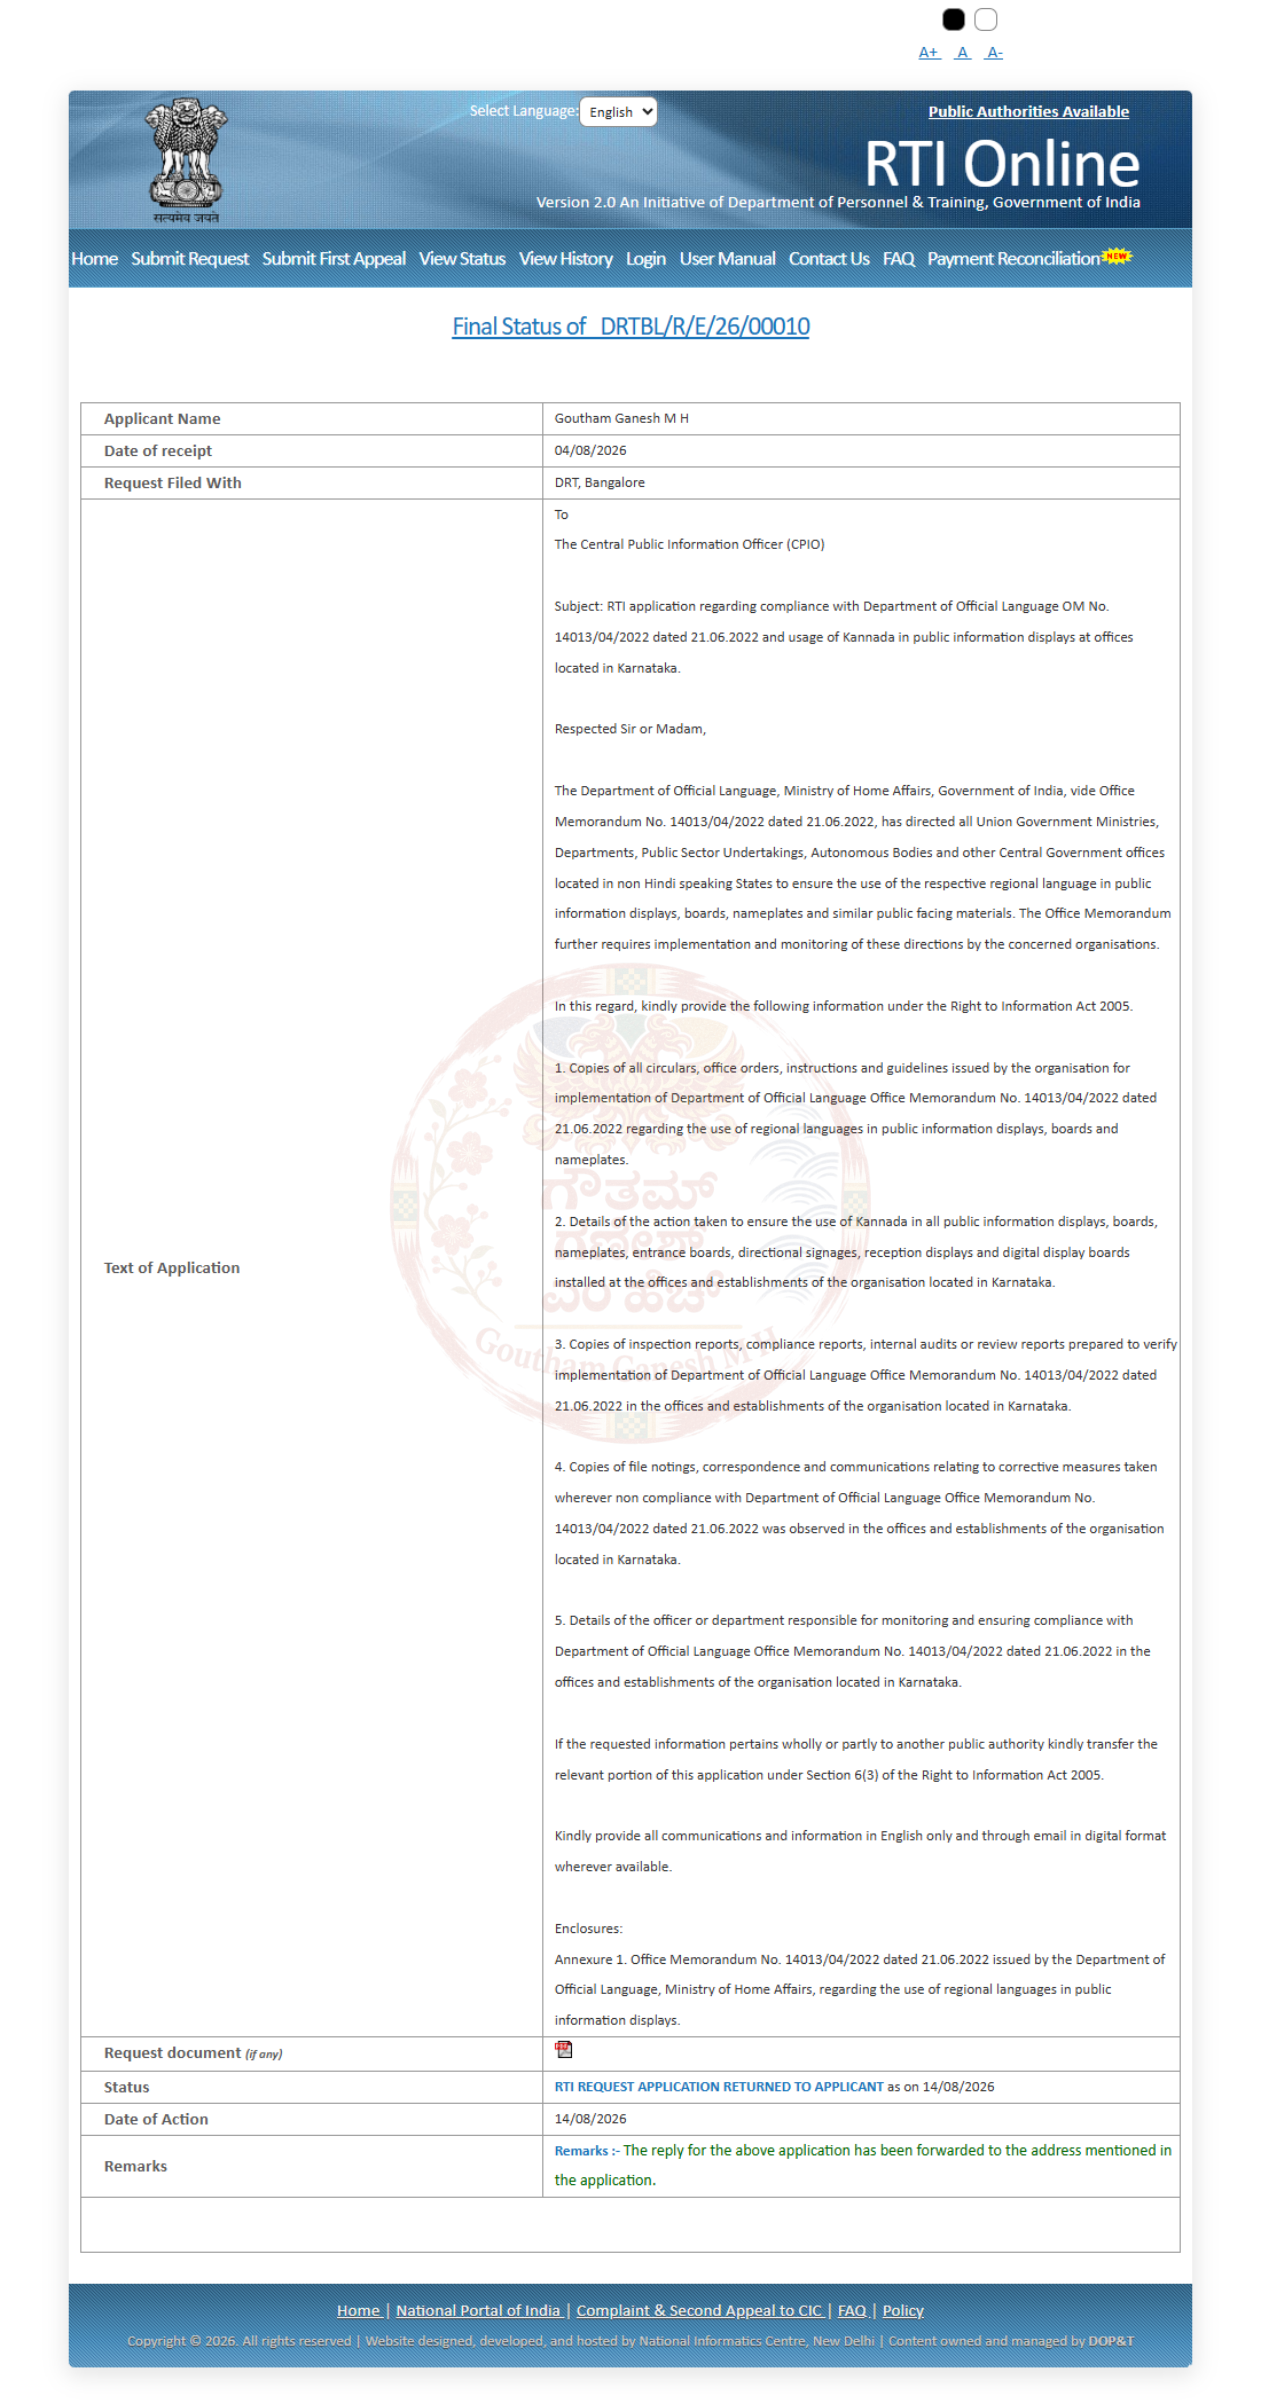 A+ A A-
Select Language: English
Public Authorities Available
RTI Online
Version 2.0 An Initiative of Department of Personnel & Training, Government of India
सत्यमेव जयते
Home Submit Request Submit First Appeal View Status View History Login User Manual Contact Us FAQ Payment Reconciliation NEW
Final Status of DRTBL/R/E/26/00010
Applicant Name Goutham Ganesh M H
Date of receipt 04/08/2026
Request Filed With DRT, Bangalore
Text of Application
To
The Central Public Information Officer (CPIO)
Subject: RTI application regarding compliance with Department of Official Language OM No.
14013/04/2022 dated 21.06.2022 and usage of Kannada in public information displays at offices
located in Karnataka.
Respected Sir or Madam,
The Department of Official Language, Ministry of Home Affairs, Government of India, vide Office
Memorandum No. 14013/04/2022 dated 21.06.2022, has directed all Union Government Ministries,
Departments, Public Sector Undertakings, Autonomous Bodies and other Central Government offices
located in non Hindi speaking States to ensure the use of the respective regional language in public
information displays, boards, nameplates and similar public facing materials. The Office Memorandum
further requires implementation and monitoring of these directions by the concerned organisations.
In this regard, kindly provide the following information under the Right to Information Act 2005.
1. Copies of all circulars, office orders, instructions and guidelines issued by the organisation for
implementation of Department of Official Language Office Memorandum No. 14013/04/2022 dated
21.06.2022 regarding the use of regional languages in public information displays, boards and
nameplates.
2. Details of the action taken to ensure the use of Kannada in all public information displays, boards,
nameplates, entrance boards, directional signages, reception displays and digital display boards
installed at the offices and establishments of the organisation located in Karnataka.
3. Copies of inspection reports, compliance reports, internal audits or review reports prepared to verify
implementation of Department of Official Language Office Memorandum No. 14013/04/2022 dated
21.06.2022 in the offices and establishments of the organisation located in Karnataka.
4. Copies of file notings, correspondence and communications relating to corrective measures taken
wherever non compliance with Department of Official Language Office Memorandum No.
14013/04/2022 dated 21.06.2022 was observed in the offices and establishments of the organisation
located in Karnataka.
5. Details of the officer or department responsible for monitoring and ensuring compliance with
Department of Official Language Office Memorandum No. 14013/04/2022 dated 21.06.2022 in the
offices and establishments of the organisation located in Karnataka.
If the requested information pertains wholly or partly to another public authority kindly transfer the
relevant portion of this application under Section 6(3) of the Right to Information Act 2005.
Kindly provide all communications and information in English only and through email in digital format
wherever available.
Enclosures:
Annexure 1. Office Memorandum No. 14013/04/2022 dated 21.06.2022 issued by the Department of
Official Language, Ministry of Home Affairs, regarding the use of regional languages in public
information displays.
ಗೌತಮ್
ಗಣೇಶ್
ಎಂ ಹೆಚ್
Goutham Ganesh M H
Request document (if any)
Status RTI REQUEST APPLICATION RETURNED TO APPLICANT as on 14/08/2026
Date of Action 14/08/2026
Remarks Remarks :- The reply for the above application has been forwarded to the address mentioned in
the application.
Home | National Portal of India | Complaint & Second Appeal to CIC | FAQ | Policy
Copyright © 2026. All rights reserved | Website designed, developed, and hosted by National Informatics Centre, New Delhi | Content owned and managed by DOP&T